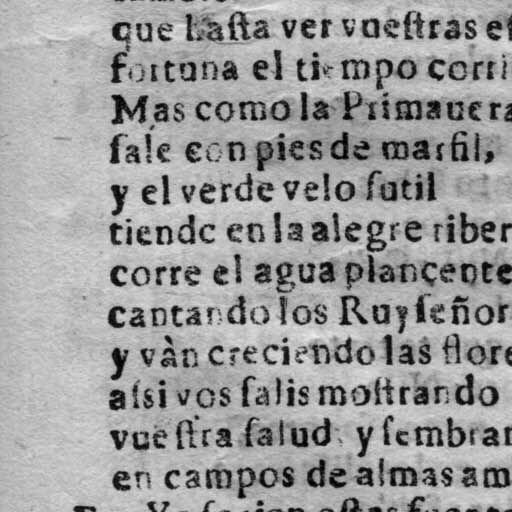 que haſta ver vueſtras eſ
fortuna el tiempo corri
Mas como la Primauera
ſale con pies de marfil,
y el verde velo ſutil
tiende en la alegre riber
corre el agua plancente
cantando los Ruyſeñor
y vàn creciendo las flore
aſsi vos ſalis moſtrando
vueſtra ſalud, y ſembran
en campos de almas am